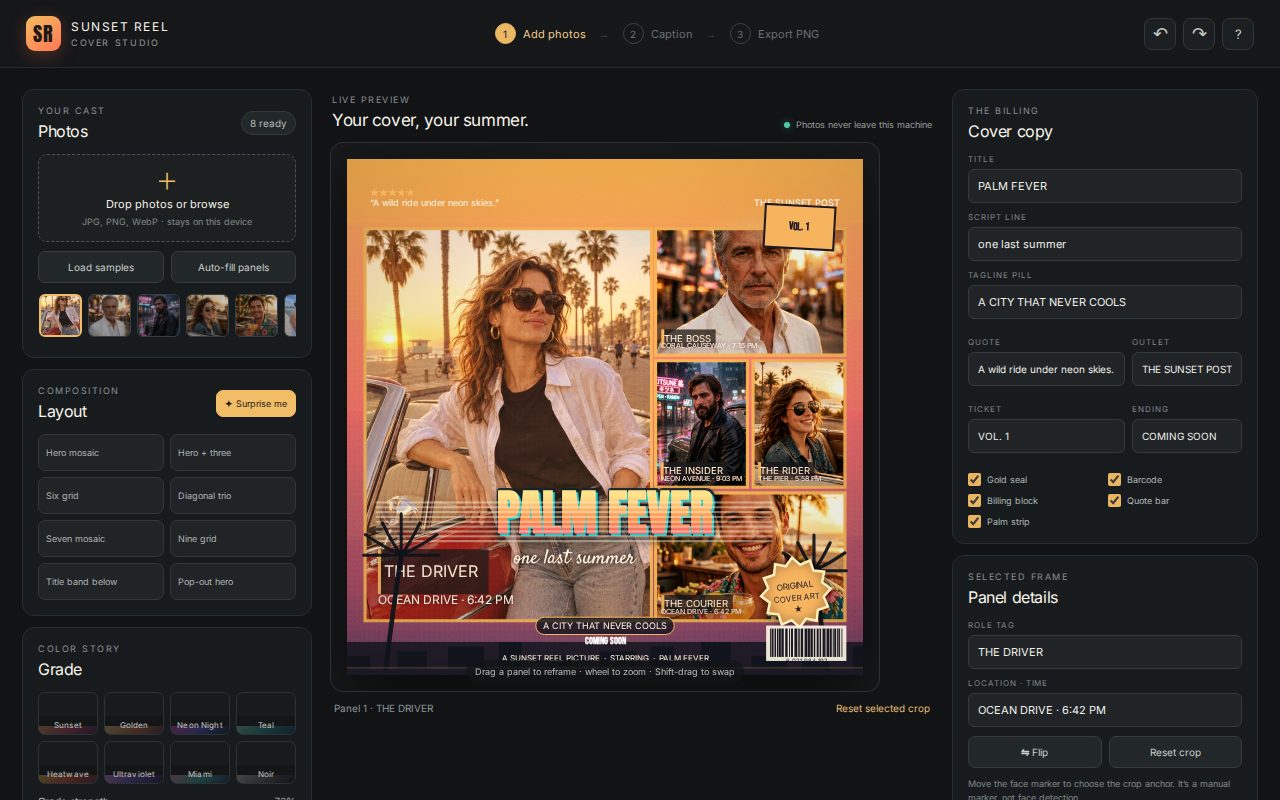 SR
SUNSET REEL
COVER STUDIO
1 Add photos → 2 Caption → 3 Export PNG
?
YOUR CAST
Photos
8 ready
Drop photos or browse
JPG, PNG, WebP · stays on this device
Load samples
Auto-fill panels
COMPOSITION
Layout
✦ Surprise me
Hero mosaic
Hero + three
Six grid
Diagonal trio
Seven mosaic
Nine grid
Title band below
Pop-out hero
COLOR STORY
Grade
Sunset
Golden
Neon Night
Teal
Heatwave
Ultraviolet
Miami
Noir
Grade strength
72%
LIVE PREVIEW
Your cover, your summer.
Photos never leave this machine
★★★★★
“A wild ride under neon skies.”
THE SUNSET POST
VOL. 1
THE BOSS
CORAL CAUSEWAY · 7:15 PM
THE INSIDER
NEON AVENUE · 9:03 PM
THE RIDER
THE PIER · 5:58 PM
PALM FEVER
one last summer
THE DRIVER
OCEAN DRIVE · 6:42 PM
THE COURIER
OCEAN DRIVE · 6:42 PM
ORIGINAL
COVER ART
★
A CITY THAT NEVER COOLS
COMING SOON
A SUNSET REEL PICTURE · STARRING · PALM FEVER
Drag a panel to reframe · wheel to zoom · Shift-drag to swap
Panel 1 · THE DRIVER
Reset selected crop
THE BILLING
Cover copy
TITLE
PALM FEVER
SCRIPT LINE
one last summer
TAGLINE PILL
A CITY THAT NEVER COOLS
QUOTE
OUTLET
A wild ride under neon skies.
THE SUNSET POST
TICKET
ENDING
VOL. 1
COMING SOON
Gold seal
Barcode
Billing block
Quote bar
Palm strip
SELECTED FRAME
Panel details
ROLE TAG
THE DRIVER
LOCATION · TIME
OCEAN DRIVE · 6:42 PM
⇋ Flip
Reset crop
Move the face marker to choose the crop anchor. It's a manual
marker, not face detection.